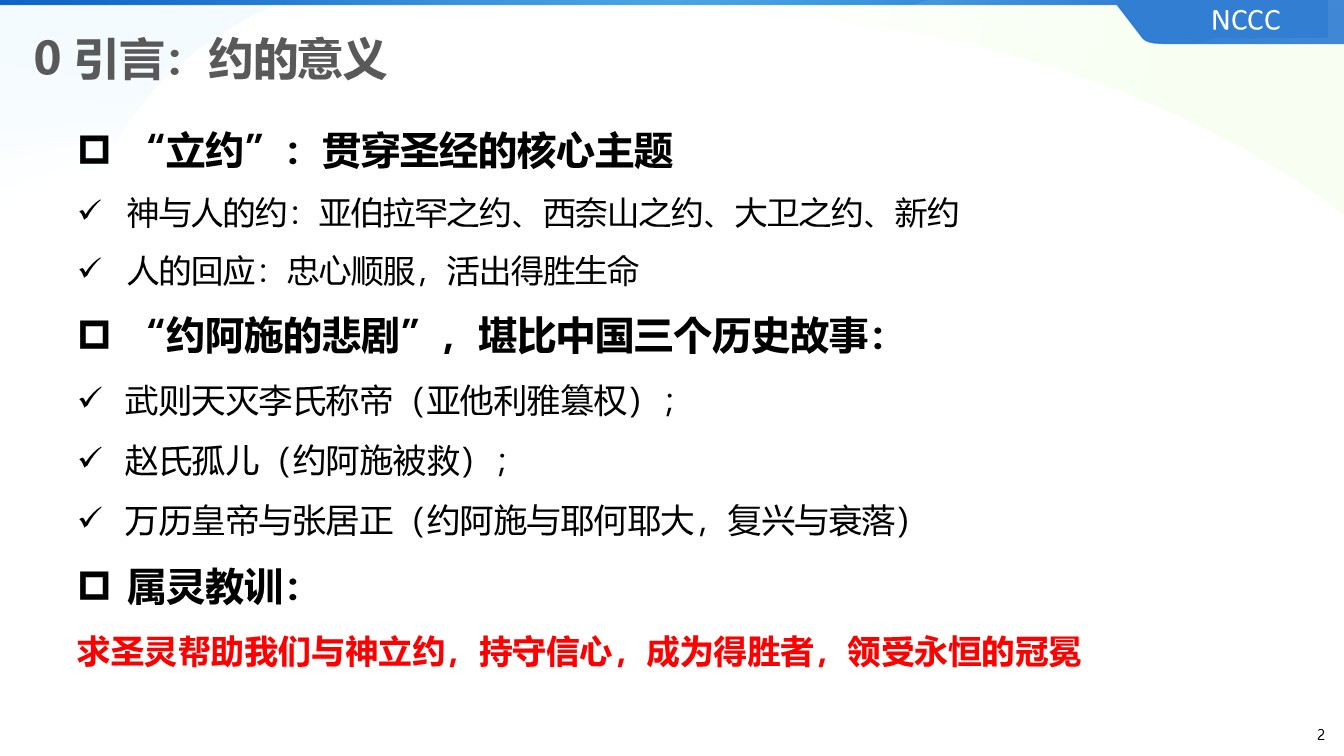 NCCC
0 引言：约的意义
“立约”：贯穿圣经的核心主题
神与人的约：亚伯拉罕之约、西奈山之约、大卫之约、新约
人的回应：忠心顺服，活出得胜生命
“约阿施的悲剧”，堪比中国三个历史故事：
武则天灭李氏称帝（亚他利雅篡权）；
赵氏孤儿（约阿施被救）；
万历皇帝与张居正（约阿施与耶何耶大，复兴与衰落）
属灵教训：
求圣灵帮助我们与神立约，持守信心，成为得胜者，领受永恒的冠冕
2